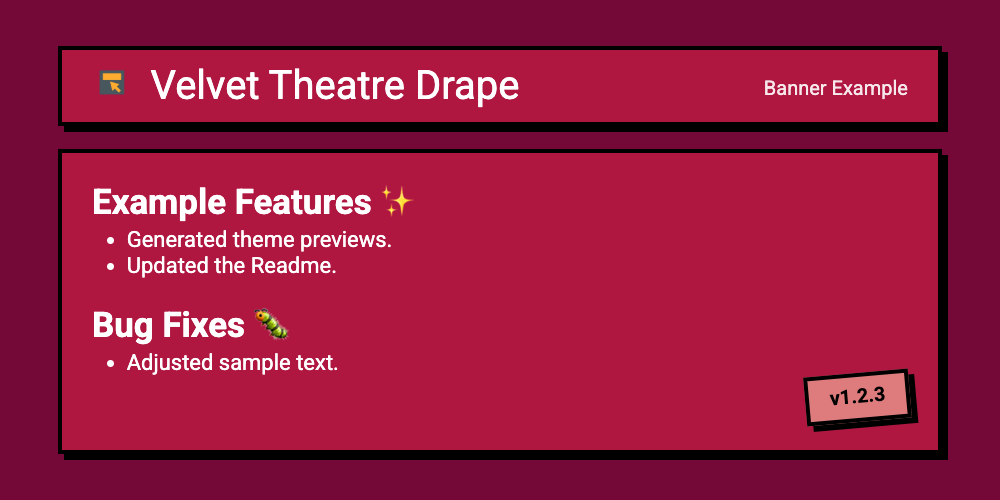 Velvet Theatre Drape
Banner Example
Example Features ✨
• Generated theme previews.
• Updated the Readme.
Bug Fixes 🐛
• Adjusted sample text.
v1.2.3